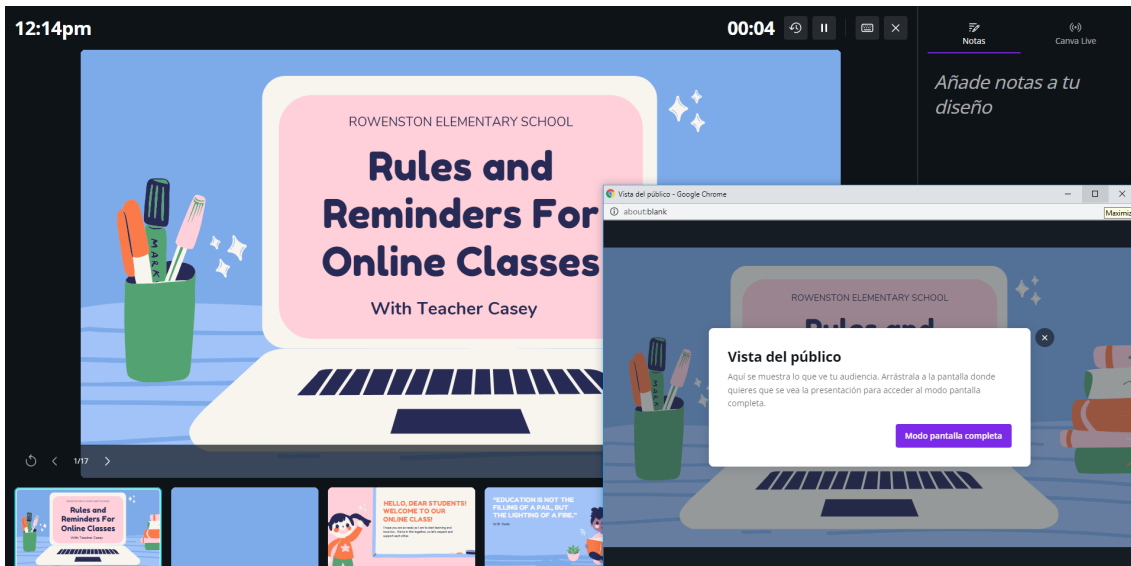 12:14pm
00:04
Notas
Canva Live
Añade notas a tu
diseño
ROWENSTON ELEMENTARY SCHOOL
Rules and
Reminders For
Online Classes
With Teacher Casey
MARK
1/17
Vista del público - Google Chrome
about:blank
Maximiz
ROWENSTON ELEMENTARY SCHOOL
Rules and
Vista del público
Aquí se muestra lo que ve tu audiencia. Arrástrala a la pantalla donde
quieres que se vea la presentación para acceder al modo pantalla
completa.
Modo pantalla completa
Rules and
Reminders For
Online Classes
With Teacher Casey
HELLO, DEAR STUDENTS!
WELCOME TO OUR
ONLINE CLASS!
"EDUCATION IS NOT THE
FILLING OF A PAIL, BUT
THE LIGHTING OF A FIRE."